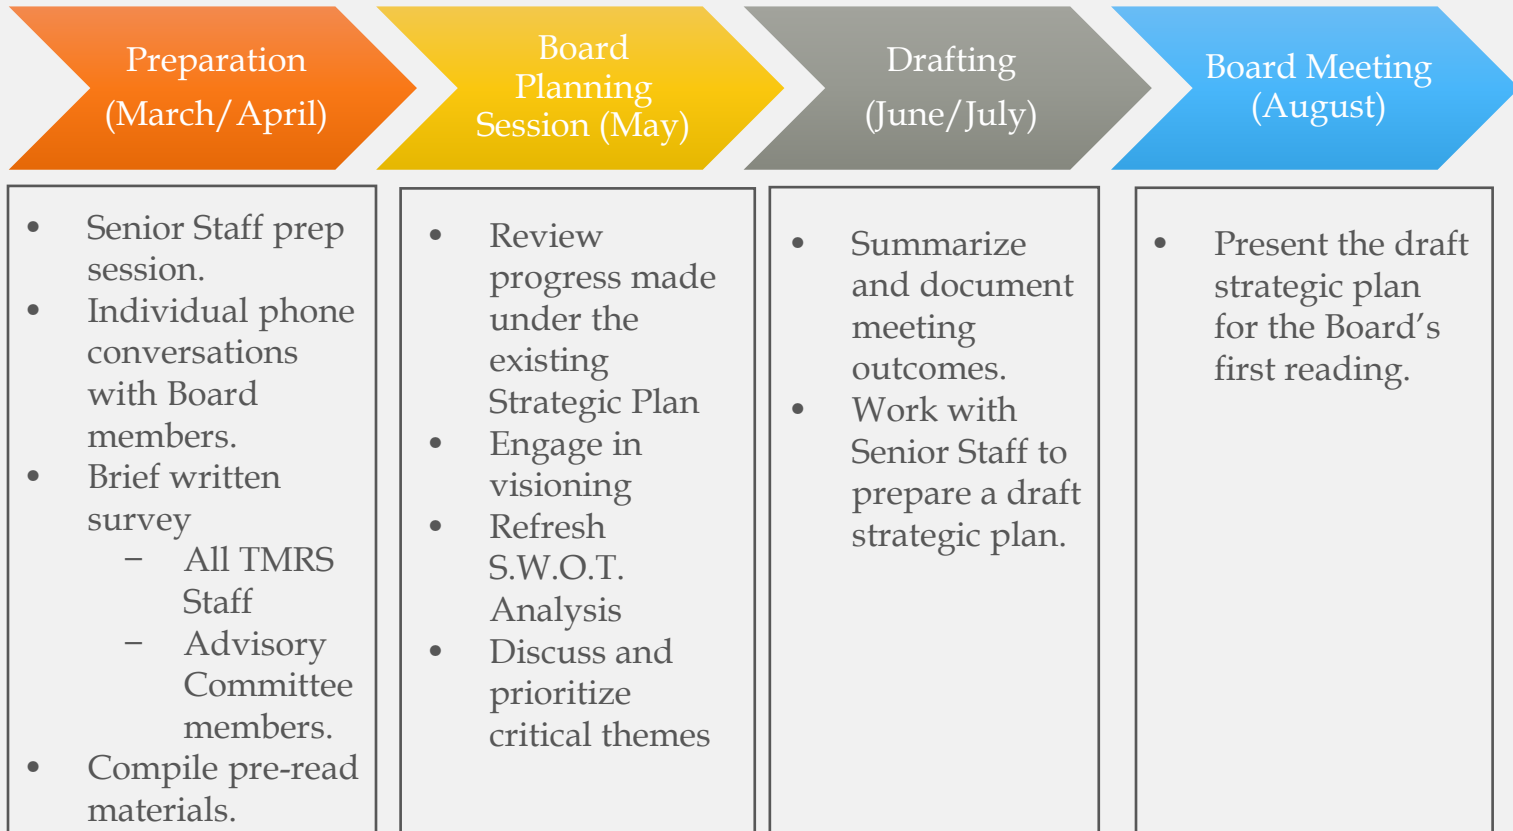 Preparation
(March/April)
Board
Planning
Session (May)
Drafting
(June/July)
Board Meeting
(August)
• Senior Staff prep
session.
• Individual phone
conversations
with Board
members.
• Brief written
survey
– All TMRS
Staff
– Advisory
Committee
members.
• Compile pre-read
materials.
• Review
progress made
under the
existing
Strategic Plan
• Engage in
visioning
• Refresh
S.W.O.T.
Analysis
• Discuss and
prioritize
critical themes
• Summarize
and document
meeting
outcomes.
• Work with
Senior Staff to
prepare a draft
strategic plan.
• Present the draft
strategic plan
for the Board’s
first reading.